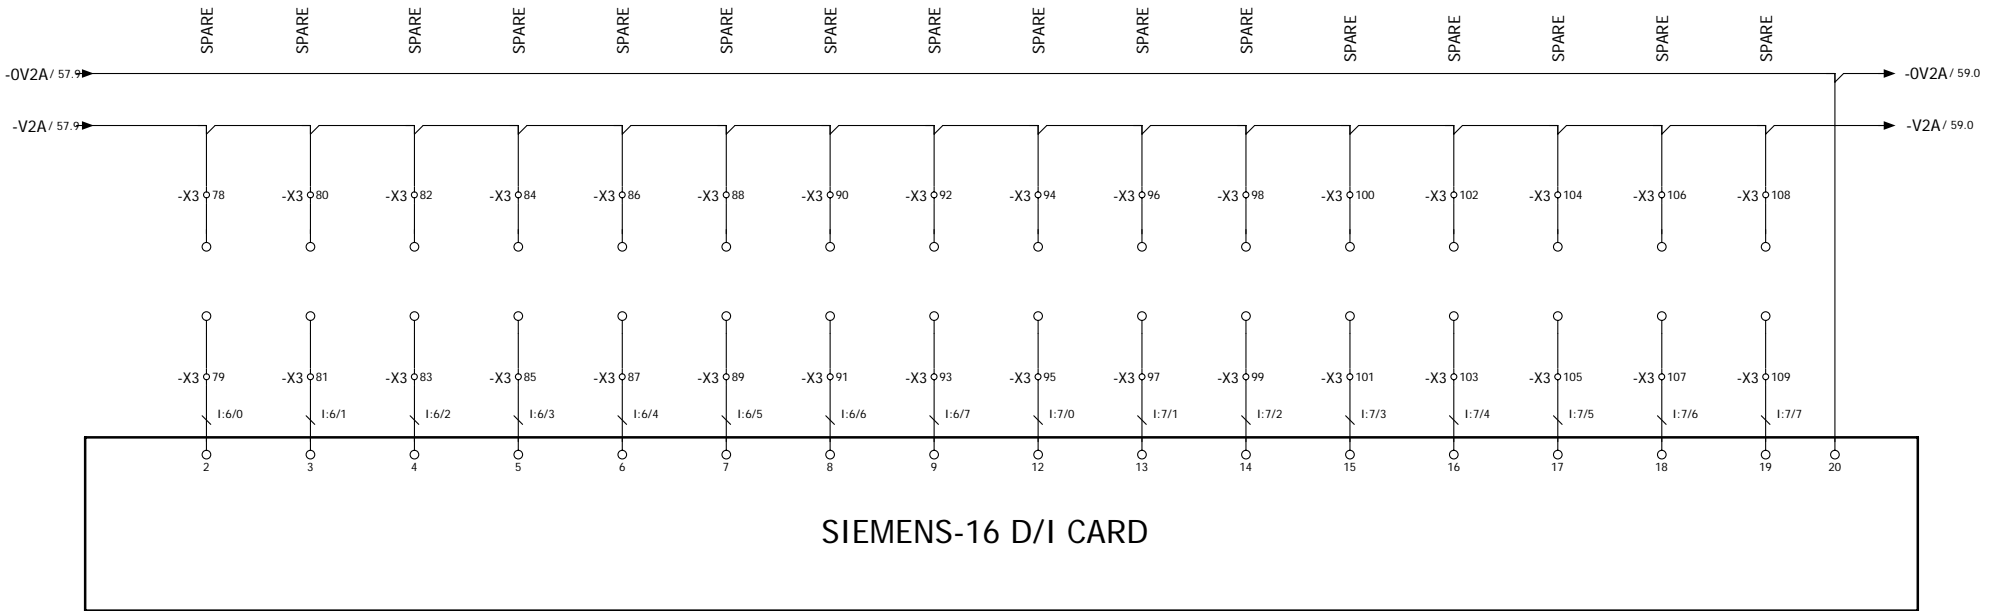 SPARE SPARE SPARE SPARE SPARE SPARE SPARE SPARE SPARE SPARE SPARE SPARE SPARE SPARE SPARE SPARE
-0V2A / 57.9 -0V2A / 59.0
-V2A / 57.9 -V2A / 59.0
-X3 78 -X3 80 -X3 82 -X3 84 -X3 86 -X3 88 -X3 90 -X3 92 -X3 94 -X3 96 -X3 98 -X3 100 -X3 102 -X3 104 -X3 106 -X3 108
-X3 79 -X3 81 -X3 83 -X3 85 -X3 87 -X3 89 -X3 91 -X3 93 -X3 95 -X3 97 -X3 99 -X3 101 -X3 103 -X3 105 -X3 107 -X3 109
I:6/0 I:6/1 I:6/2 I:6/3 I:6/4 I:6/5 I:6/6 I:6/7 I:7/0 I:7/1 I:7/2 I:7/3 I:7/4 I:7/5 I:7/6 I:7/7
2 3 4 5 6 7 8 9 12 13 14 15 16 17 18 19 20
SIEMENS-16 D/I CARD